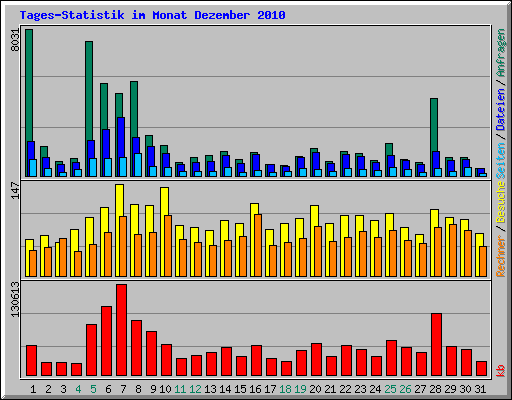 Tages-Statistik im Monat Dezember 2010
8031
147
130613
Rechner / Besuche Seiten / Dateien / Anfragen
kb
1 2 3 4 5 6 7 8 9 10 11 12 13 14 15 16 17 18 19 20 21 22 23 24 25 26 27 28 29 30 31